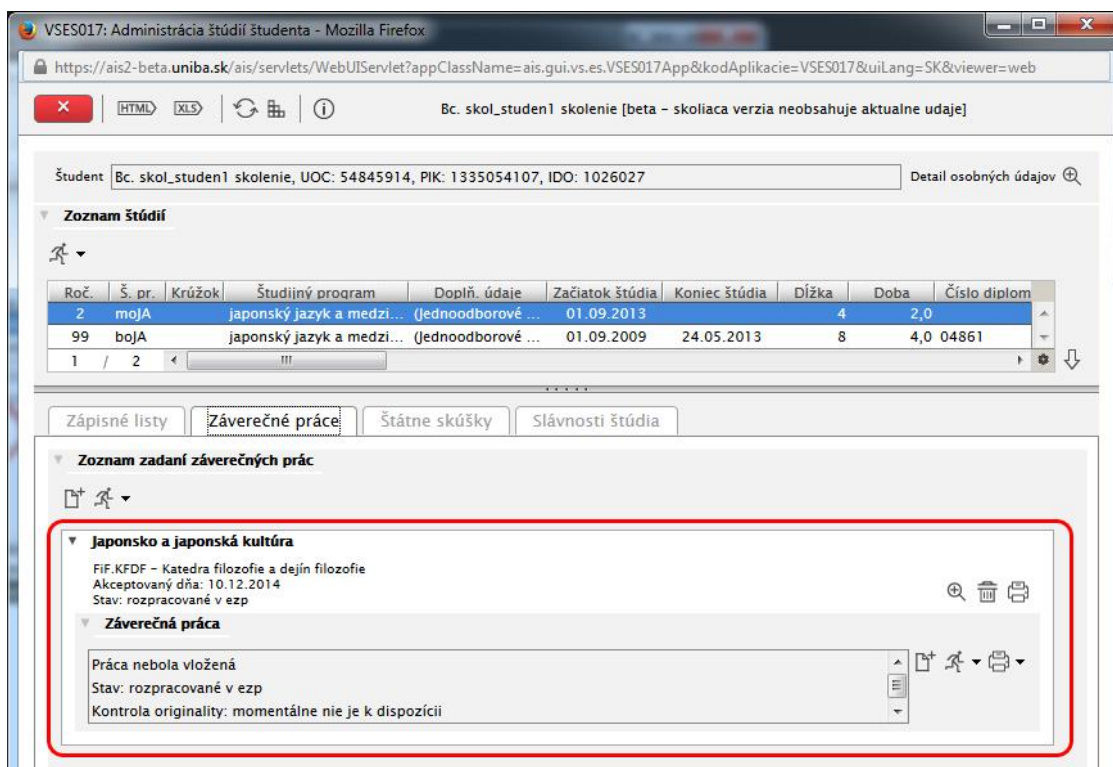 VSES017: Administrácia štúdií študenta - Mozilla Firefox
https://ais2-beta.uniba.sk/ais/servlets/WebUIServlet?appClassName=ais.gui.vs.es.VSES017App&kodAplikacie=VSES017&uiLang=SK&viewer=web
HTML XLS Bc. skol_studen1 skolenie [beta - skoliaca verzia neobsahuje aktualne udaje]
Študent Bc. skol_studen1 skolenie, UOC: 54845914, PIK: 1335054107, IDO: 1026027 Detail osobných údajov
Zoznam štúdií
Roč. Š. pr. Krúžok Študijný program Doplň. údaje Začiatok štúdia Koniec štúdia Dĺžka Doba Číslo diplom
2 moJA japonský jazyk a medzi... (Jednoodborové ... 01.09.2013 4 2,0
99 boJA japonský jazyk a medzi... (Jednoodborové ... 01.09.2009 24.05.2013 8 4,0 04861
1 / 2
Zápisné listy Záverečné práce Štátne skúšky Slávnosti štúdia
Zoznam zadaní záverečných prác
Japonsko a japonská kultúra
FiF.KFDF - Katedra filozofie a dejín filozofie
Akceptovaný dňa: 10.12.2014
Stav: rozpracované v ezp
Záverečná práca
Práca nebola vložená
Stav: rozpracované v ezp
Kontrola originality: momentálne nie je k dispozícii